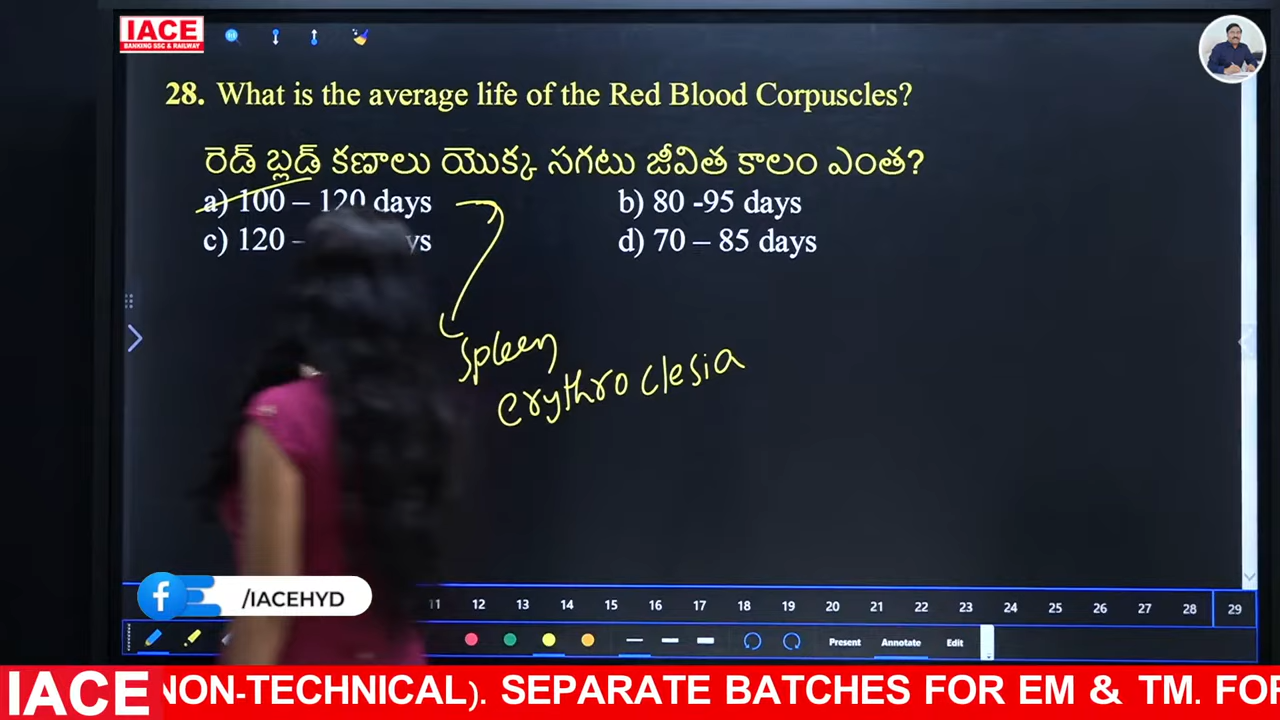 IACE
BANKING SSC & RAILWAY
28. What is the average life of the Red Blood Corpuscles?
రెడ్ బ్లడ్ కణాలు యొక్క సగటు జీవిత కాలం ఎంత?
a) 100 – 120 days
b) 80 -95 days
c) 120 –
d) 70 – 85 days
Spleen
erythroclesia
/IACEHYD
11 12 13 14 15 16 17 18 19 20 21 22 23 24 25 26 27 28 29
Present Annotate Edit
IACE NON-TECHNICAL). SEPARATE BATCHES FOR EM & TM. FOR